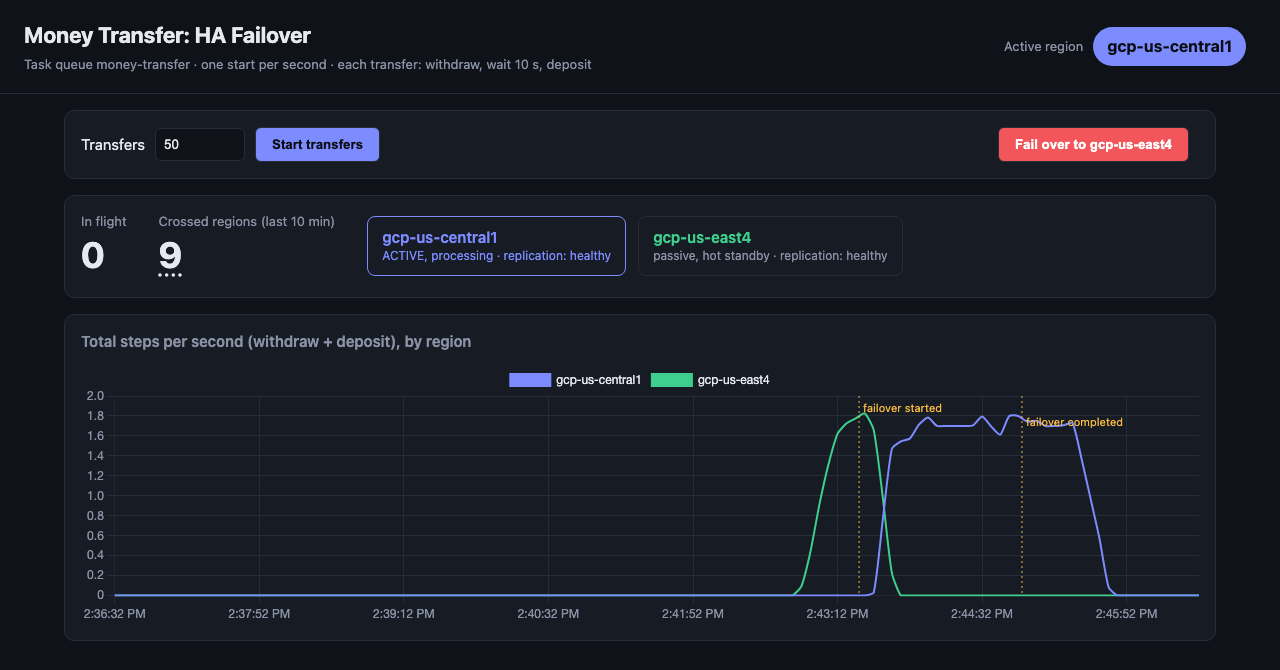 Money Transfer: HA Failover
Task queue money-transfer · one start per second · each transfer: withdraw, wait 10 s, deposit
Active region
gcp-us-central1
Transfers
50
Start transfers
Fail over to gcp-us-east4
In flight
0
Crossed regions (last 10 min)
9
gcp-us-central1
ACTIVE, processing · replication: healthy
gcp-us-east4
passive, hot standby · replication: healthy
Total steps per second (withdraw + deposit), by region
gcp-us-central1
gcp-us-east4
2.0
1.8
1.6
1.4
1.2
1.0
0.8
0.6
0.4
0.2
0
failover started
failover completed
2:36:32 PM
2:37:52 PM
2:39:12 PM
2:40:32 PM
2:41:52 PM
2:43:12 PM
2:44:32 PM
2:45:52 PM